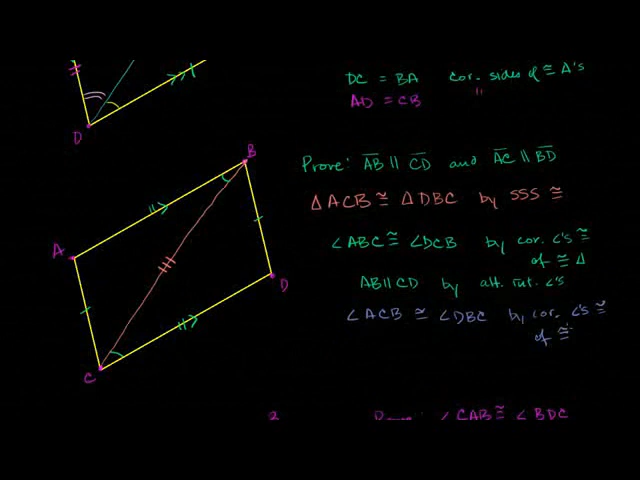 DC = BA cor. sides of ≅ Δ's
AD = CB "
D
Prove: AB || CD and AC || BD
ΔACB ≅ ΔDBC by SSS ≅
∠ABC ≅ ∠DCB by cor. ∠'s ≅
of ≅ Δ
AB || CD by alt. int. ∠'s
∠ACB ≅ ∠DBC by cor. ∠'s ≅
of ≅
B
A
D
C
∠CAB ≅ ∠BDC